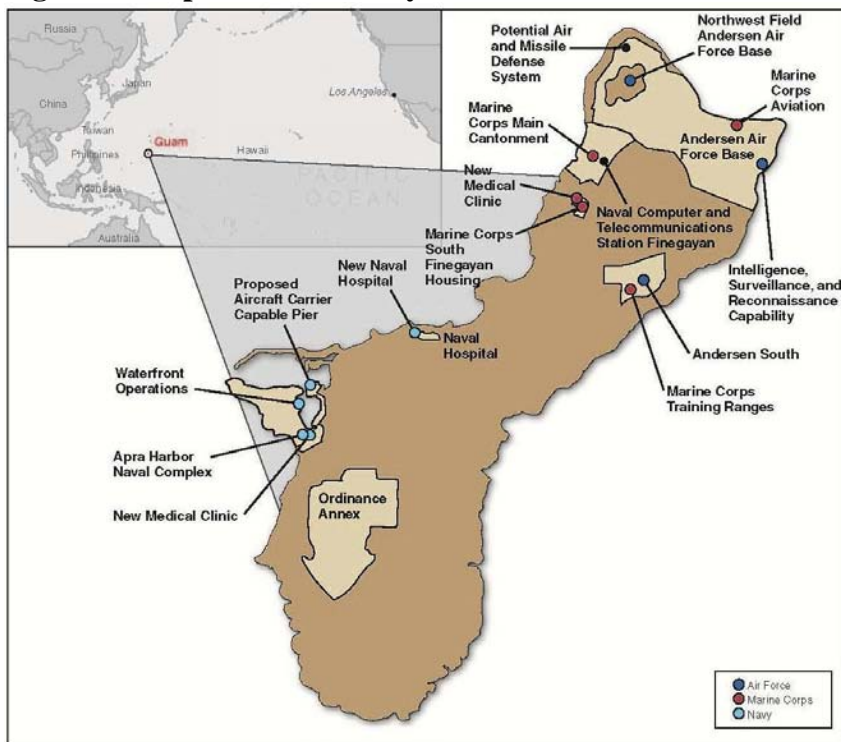 Russia
China
Japan
Taiwan
Philippines
Indonesia
Australia
Guam
Hawaii
Los Angeles
PACIFIC
OCEAN
Potential Air
and Missile
Defense
System
Northwest Field
Andersen Air
Force Base
Marine
Corps
Aviation
Marine
Corps Main
Cantonment
Andersen Air
Force Base
New
Medical
Clinic
Marine Corps
South
Finegayan
Housing
Naval Computer and
Telecommunications
Station Finegayan
Intelligence,
Surveillance, and
Reconnaissance
Capability
New Naval
Hospital
Naval
Hospital
Proposed
Aircraft Carrier
Capable Pier
Andersen South
Marine Corps
Training Ranges
Waterfront
Operations
Apra Harbor
Naval Complex
New Medical Clinic
Ordinance
Annex
Air Force
Marine Corps
Navy